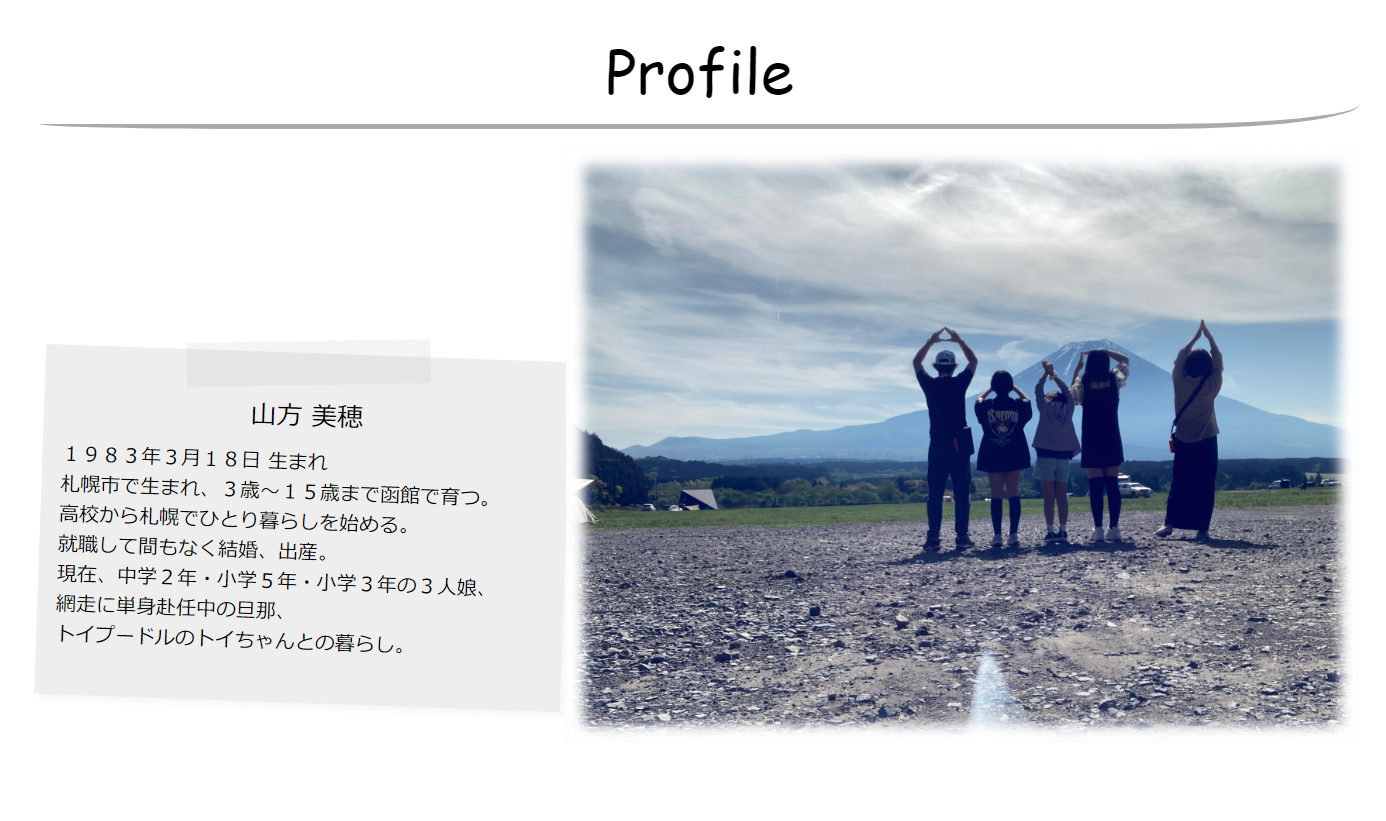 Profile
山方 美穂
１９８３年３月１８日 生まれ
札幌市で生まれ、３歳～１５歳まで函館で育つ。
高校から札幌でひとり暮らしを始める。
就職して間もなく結婚、出産。
現在、中学２年・小学５年・小学３年の３人娘、
網走に単身赴任中の旦那、
トイプードルのトイちゃんとの暮らし。